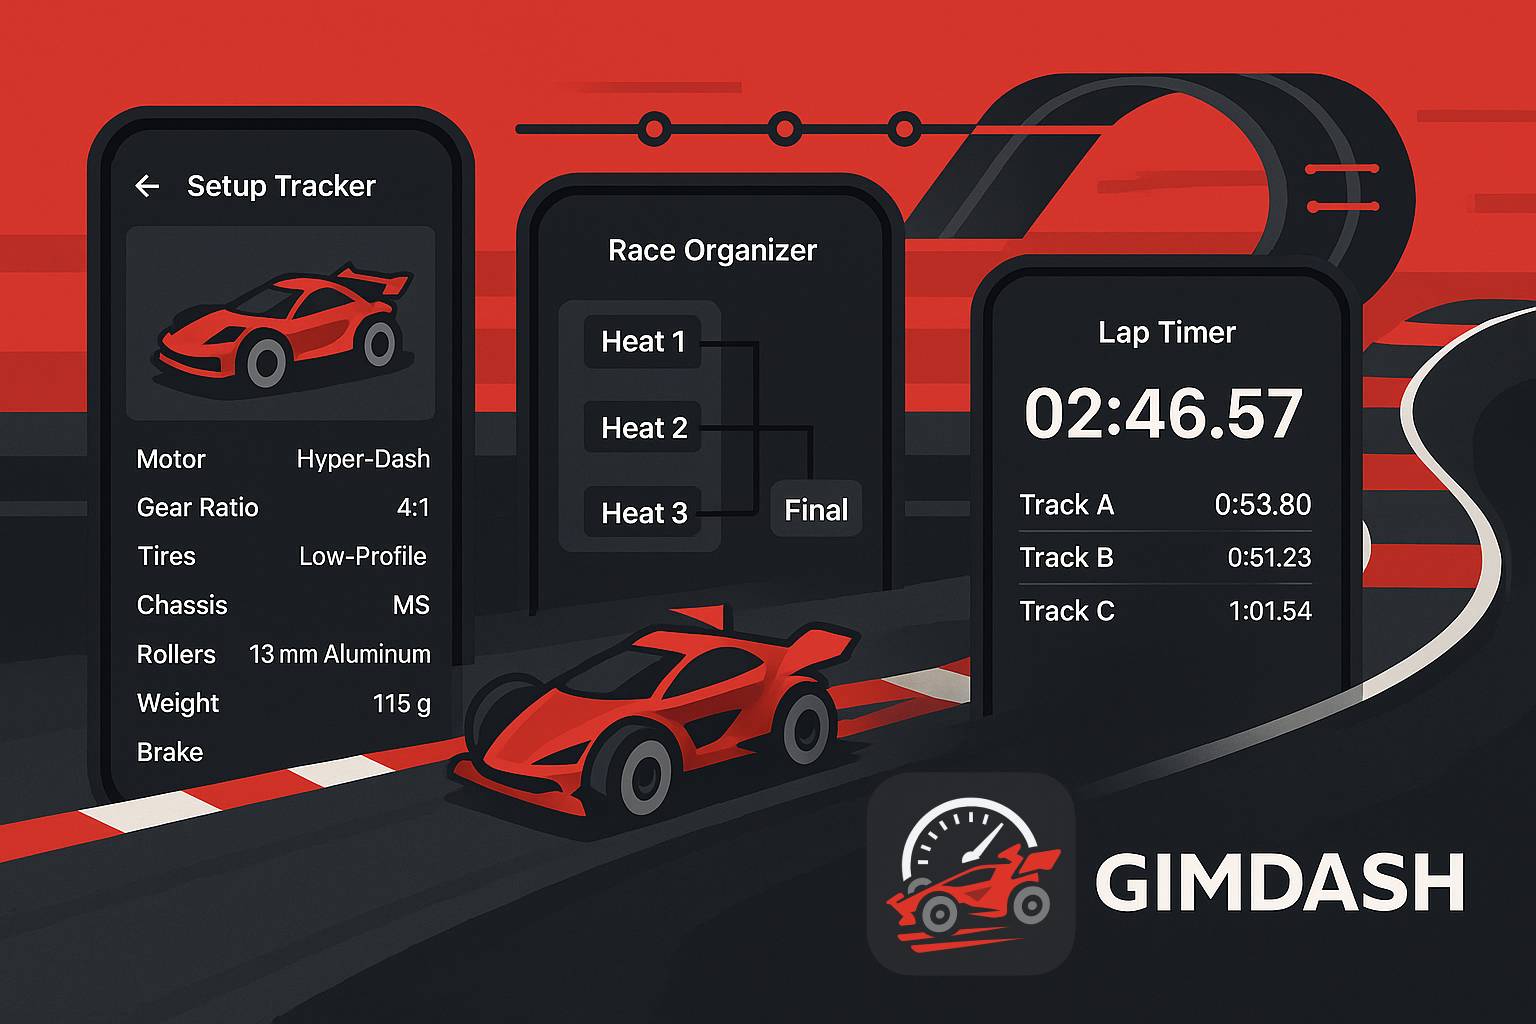 Setup Tracker
Motor Hyper-Dash
Gear Ratio 4:1
Tires Low-Profile
Chassis MS
Rollers 13 mm Aluminum
Weight 115 g
Brake
Race Organizer
Heat 1
Heat 2
Heat 3
Final
Lap Timer
02:46.57
Track A 0:53.80
Track B 0:51.23
Track C 1:01.54
GIMDASH